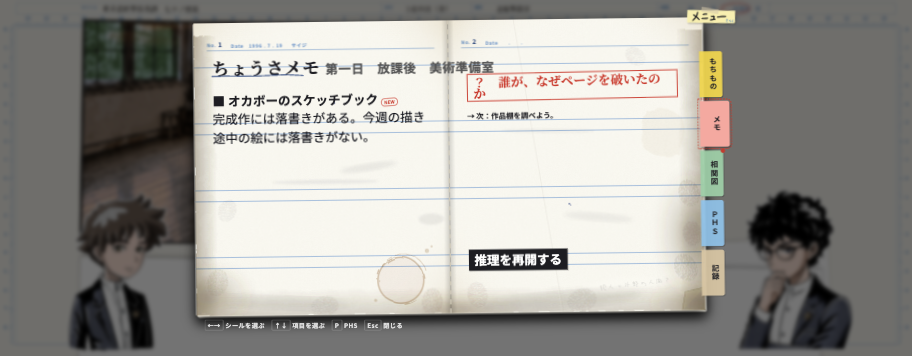 メニュー
No. 1 Date 1996.7.18 サイジ
ちょうさメモ 第一日 放課後 美術準備室
■ オカボーのスケッチブック NEW
完成作には落書きがある。今週の描き
途中の絵には落書きがない。
No. 2 Date . .
? 誰が、なぜページを破いたの
か
→ 次：作品棚を調べよう。
推理を再開する
もちもの
メモ
相関図
PHS
記録
←→ シールを選ぶ ↑↓ 項目を選ぶ P PHS Esc 閉じる